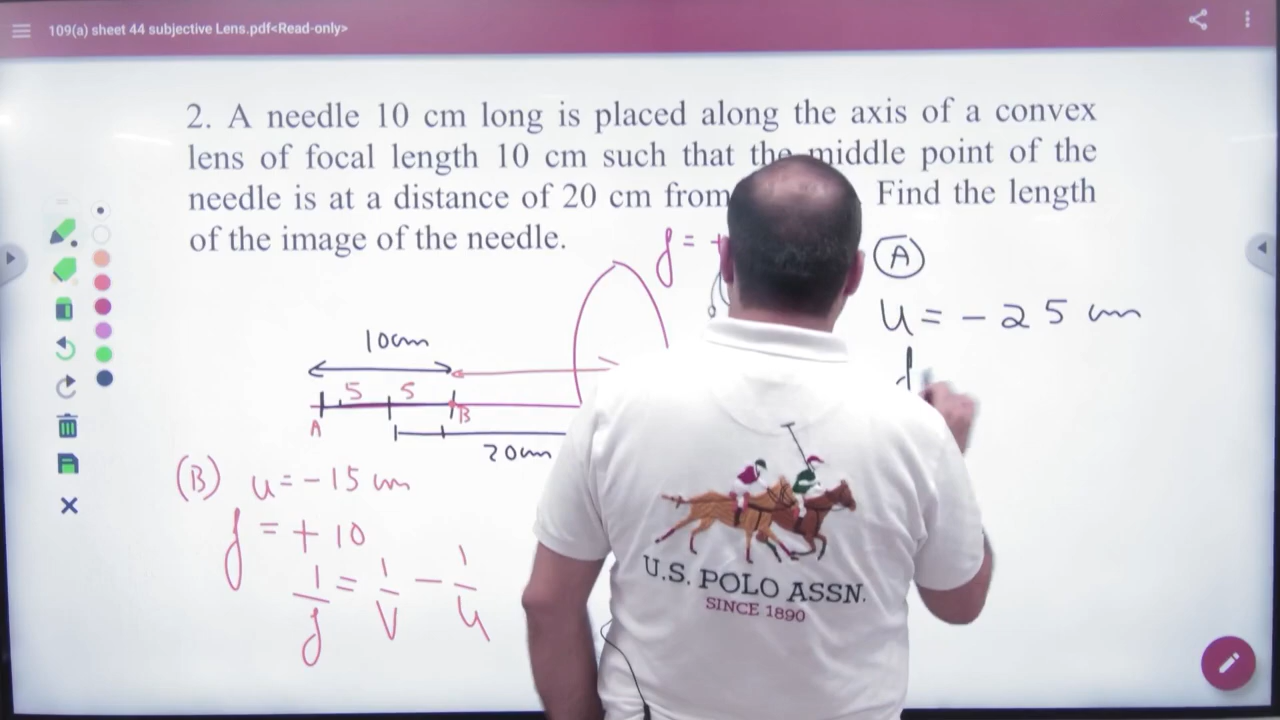 109(a) sheet 44 subjective Lens.pdf<Read-only>
2. A needle 10 cm long is placed along the axis of a convex
lens of focal length 10 cm such that the middle point of the
needle is at a distance of 20 cm from Find the length
of the image of the needle.
f = +
(A)
u = - 25 cm
f
10cm
5 5
A B
20cm
(B) u = - 15 cm
f = + 10
1/f = 1/v - 1/u
U.S. POLO ASSN.
SINCE 1890